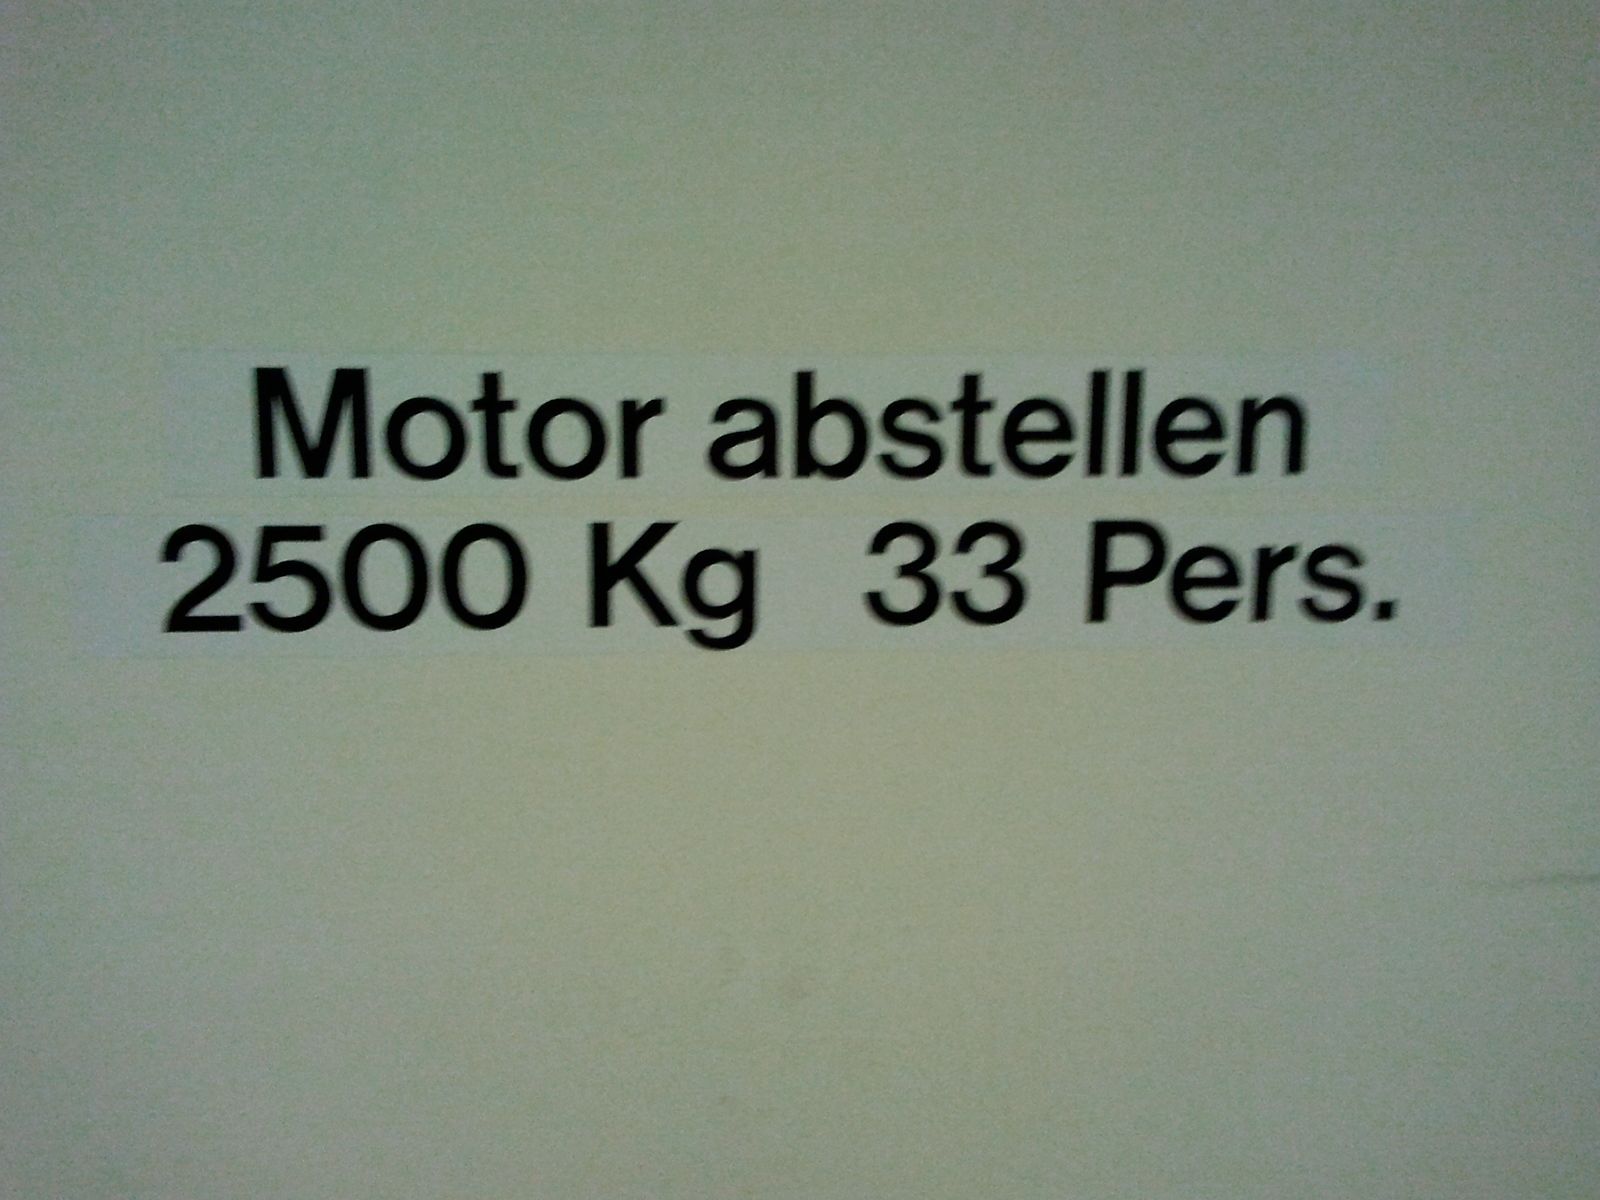 Motor abstellen
2500 Kg 33 Pers.